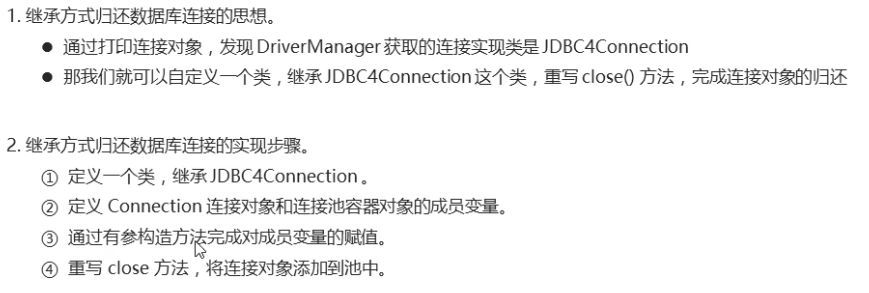 1. 继承方式归还数据库连接的思想。
● 通过打印连接对象，发现 DriverManager 获取的连接实现类是 JDBC4Connection
● 那我们就可以自定义一个类，继承 JDBC4Connection 这个类，重写 close() 方法，完成连接对象的归还
2. 继承方式归还数据库连接的实现步骤。
① 定义一个类，继承 JDBC4Connection 。
② 定义 Connection 连接对象和连接池容器对象的成员变量。
③ 通过有参构造方法完成对成员变量的赋值。
④ 重写 close 方法，将连接对象添加到池中。